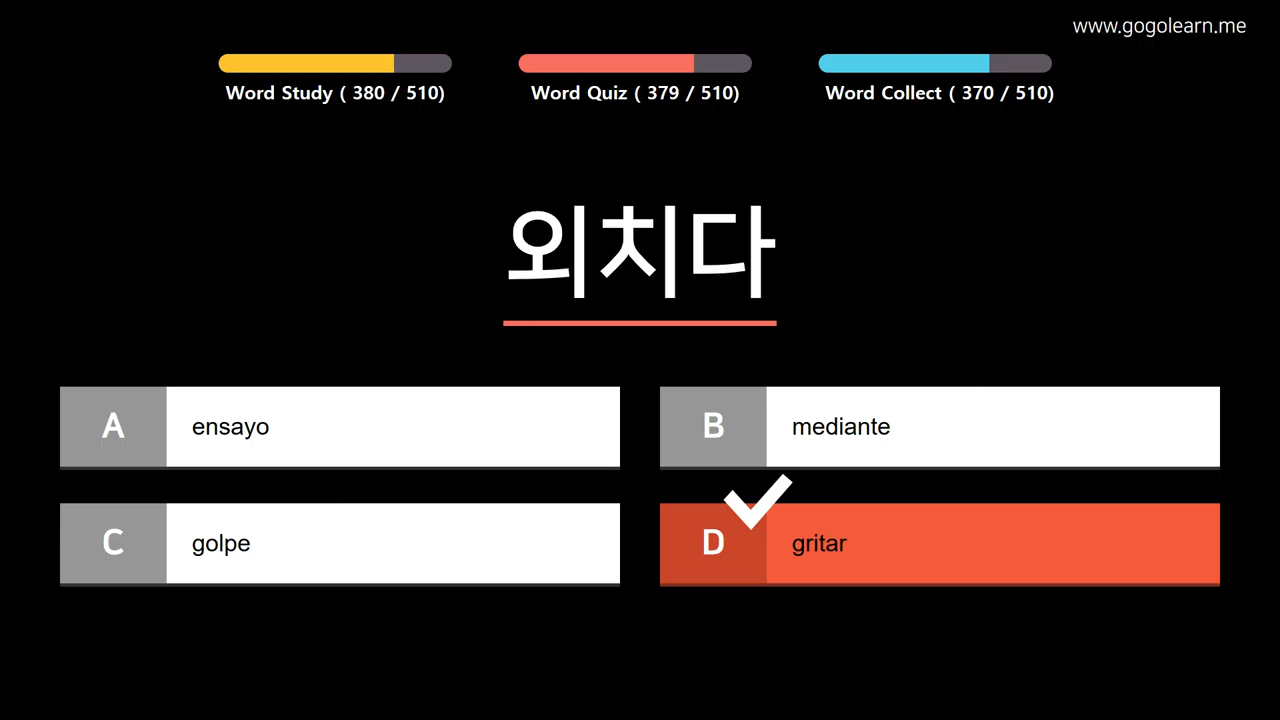 www.gogolearn.me
Word Study ( 380 / 510)
Word Quiz ( 379 / 510)
Word Collect ( 370 / 510)
외치다
A ensayo
B mediante
C golpe
D gritar